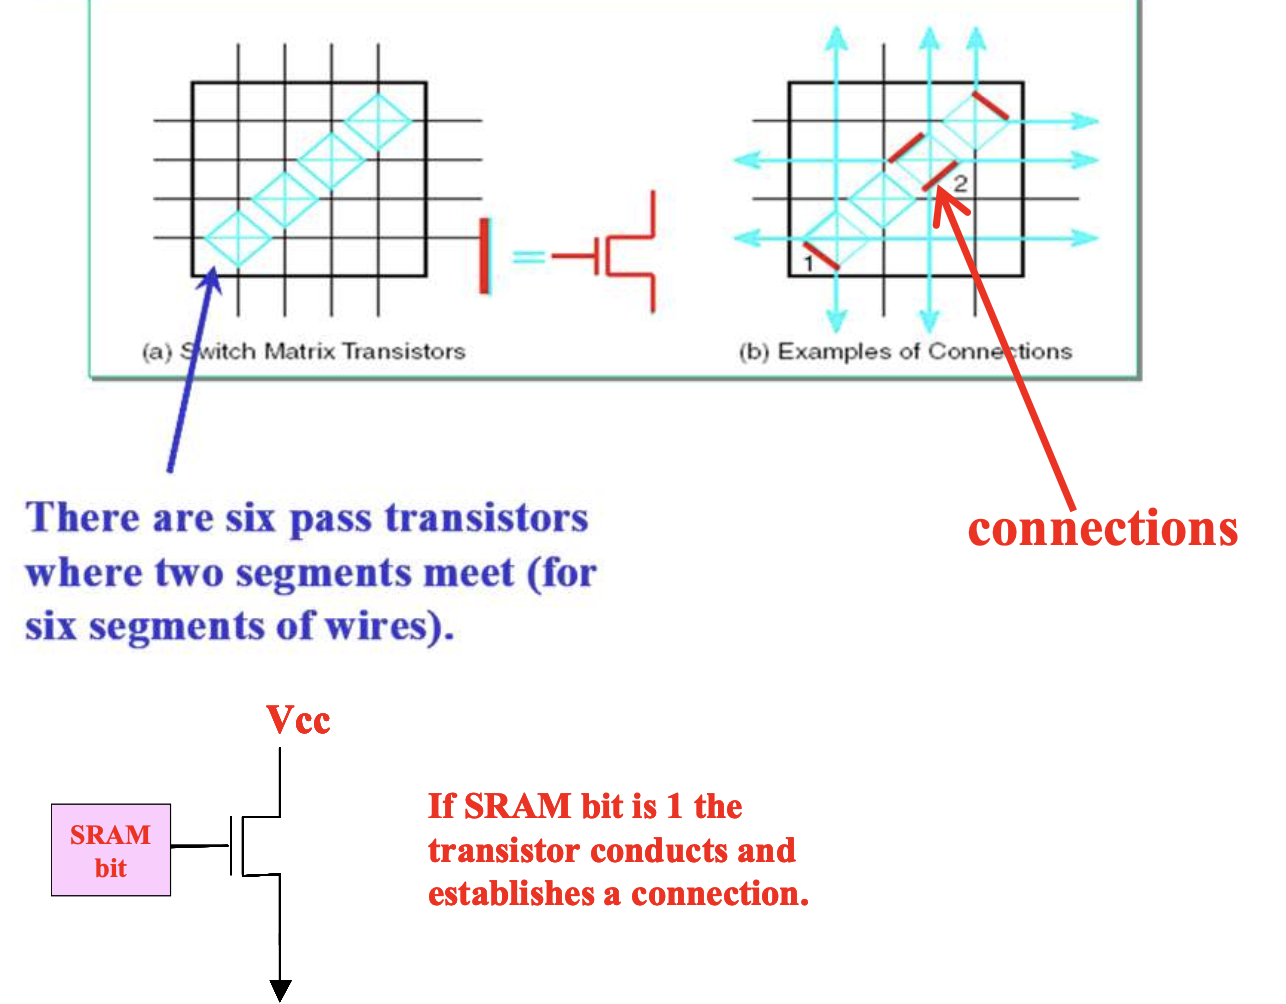 1
2
(a) Switch Matrix Transistors
(b) Examples of Connections
There are six pass transistors
where two segments meet (for
six segments of wires).
connections
Vcc
SRAM
bit
If SRAM bit is 1 the
transistor conducts and
establishes a connection.